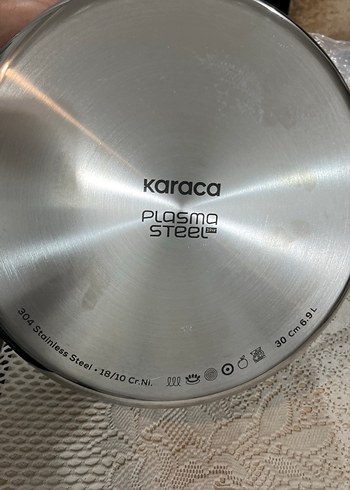 Karaca
PLASMA
STEEL
304 Stainless Steel • 18/10 Cr.Ni.
30 Cm 6.9 L